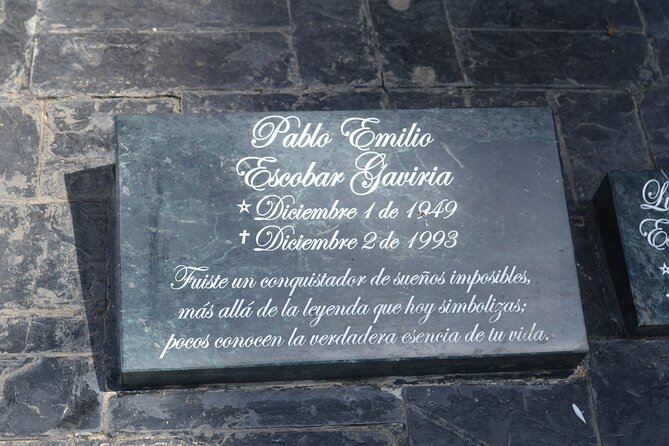 Pablo Emilio
Escobar Gaviria
☆ Diciembre 1 de 1949
✝ Diciembre 2 de 1993
Fuiste un conquistador de sueños imposibles,
más allá de la leyenda que hoy simbolizas;
pocos conocen la verdadera esencia de tu vida.